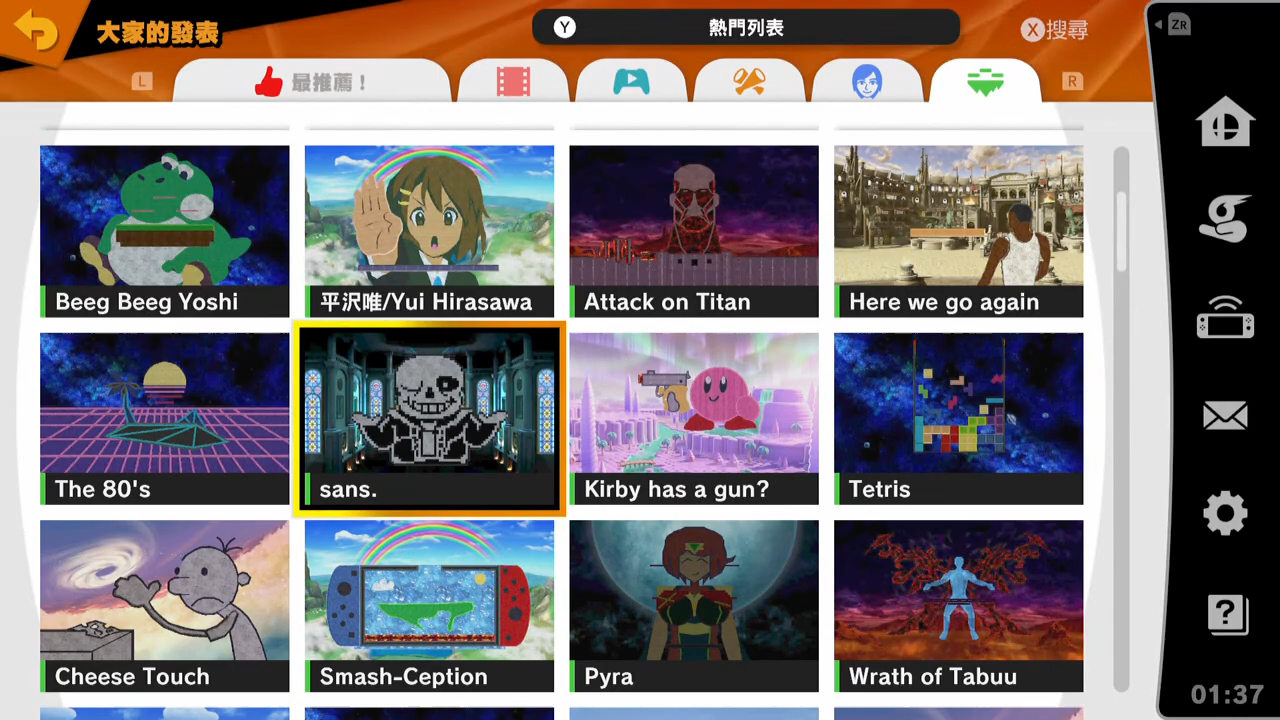 大家的發表
Y
熱門列表
X 搜尋
ZR
L
最推薦！
R
Beeg Beeg Yoshi
平沢唯/Yui Hirasawa
Attack on Titan
Here we go again
The 80's
sans.
Kirby has a gun?
Tetris
Cheese Touch
Smash-Ception
Pyra
Wrath of Tabuu
?
01:37